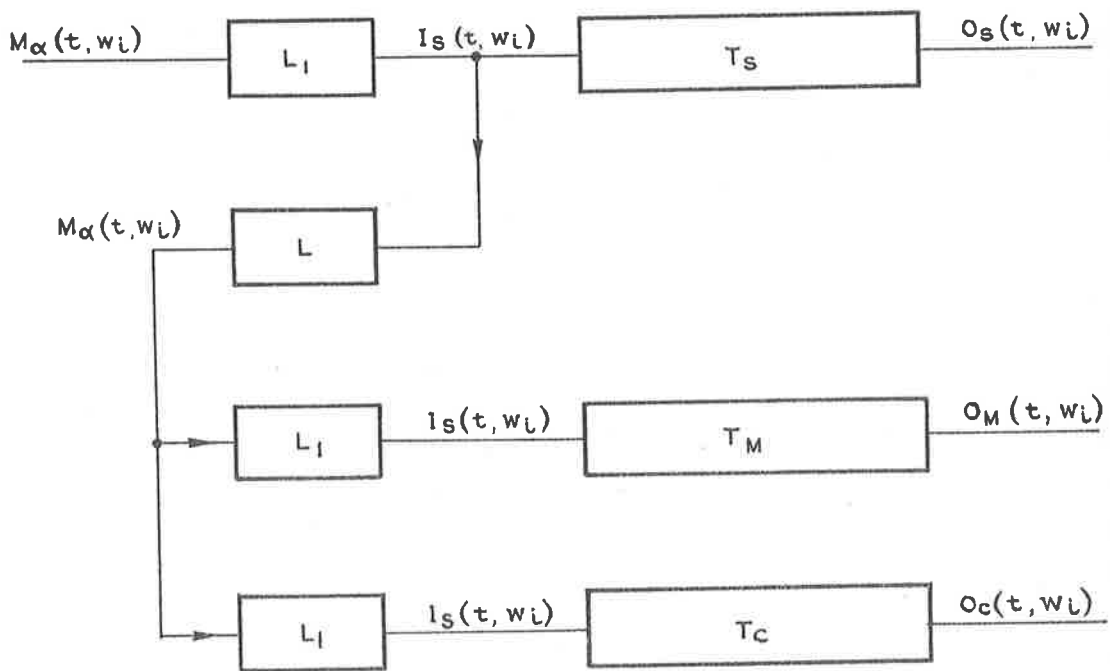 Mα(t, wi) L1 Is(t, wi) Ts Os(t, wi)
Mα(t, wi) L
L1 Is(t, wi) TM OM(t, wi)
L1 Is(t, wi) Tc Oc(t, wi)